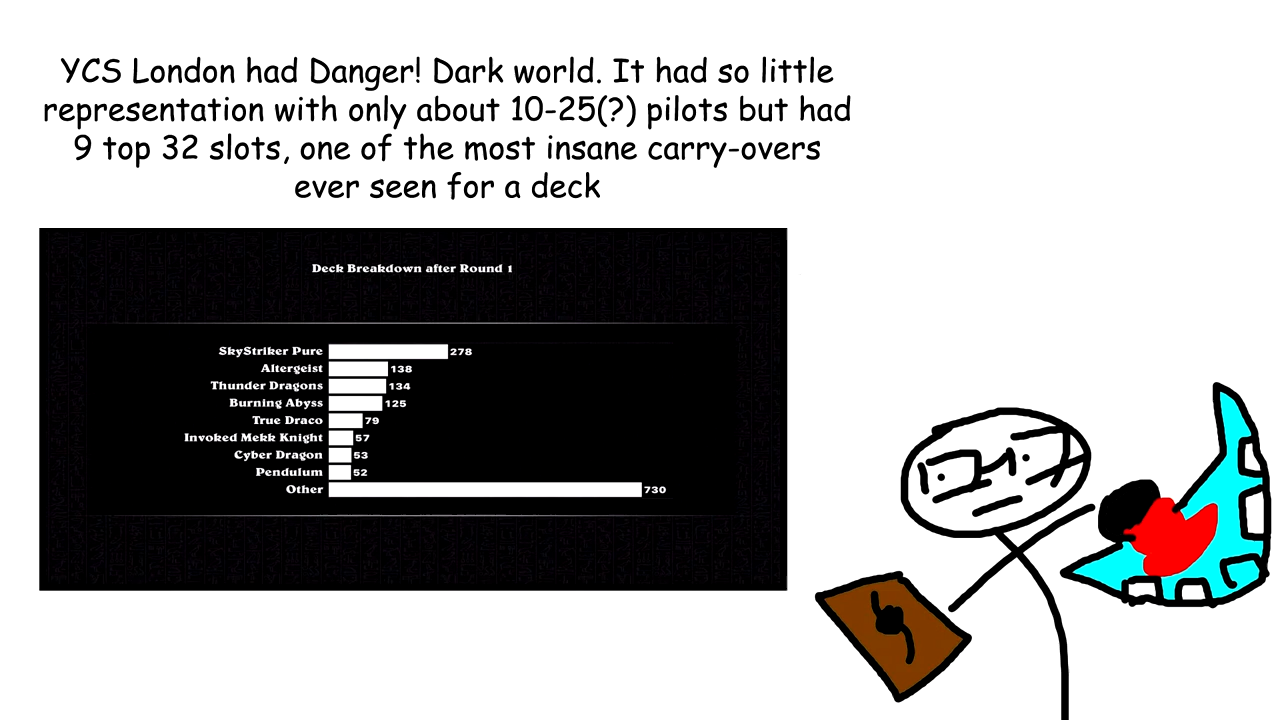 YCS London had Danger! Dark world. It had so little
representation with only about 10-25(?) pilots but had
9 top 32 slots, one of the most insane carry-overs
ever seen for a deck
Deck Breakdown after Round 1
SkyStriker Pure 278
Altergeist 138
Thunder Dragons 134
Burning Abyss 125
True Draco 79
Invoked Mekk Knight 57
Cyber Dragon 53
Pendulum 52
Other 730